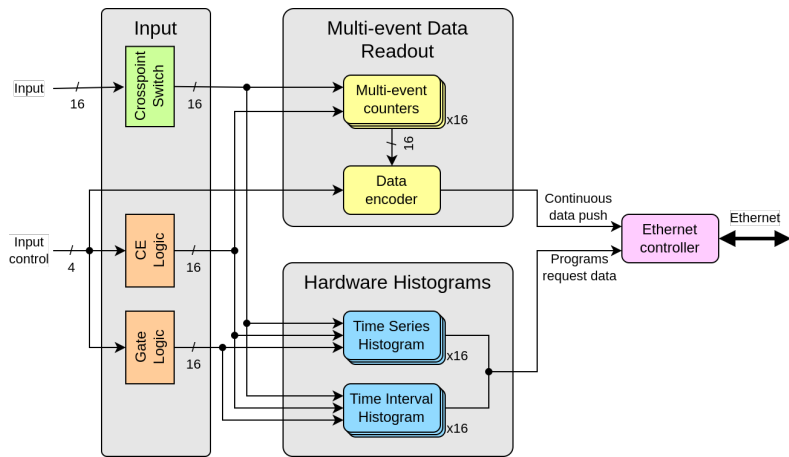 Input
Multi-event Data
Readout
Crosspoint
Switch
Input
16
16
Multi-event
counters
x16
16
Data
encoder
Continuous
data push
Ethernet
Ethernet
controller
Input
control
4
CE
Logic
16
Programs
request data
Hardware Histograms
Gate
Logic
16
Time Series
Histogram
x16
Time Interval
Histogram
x16